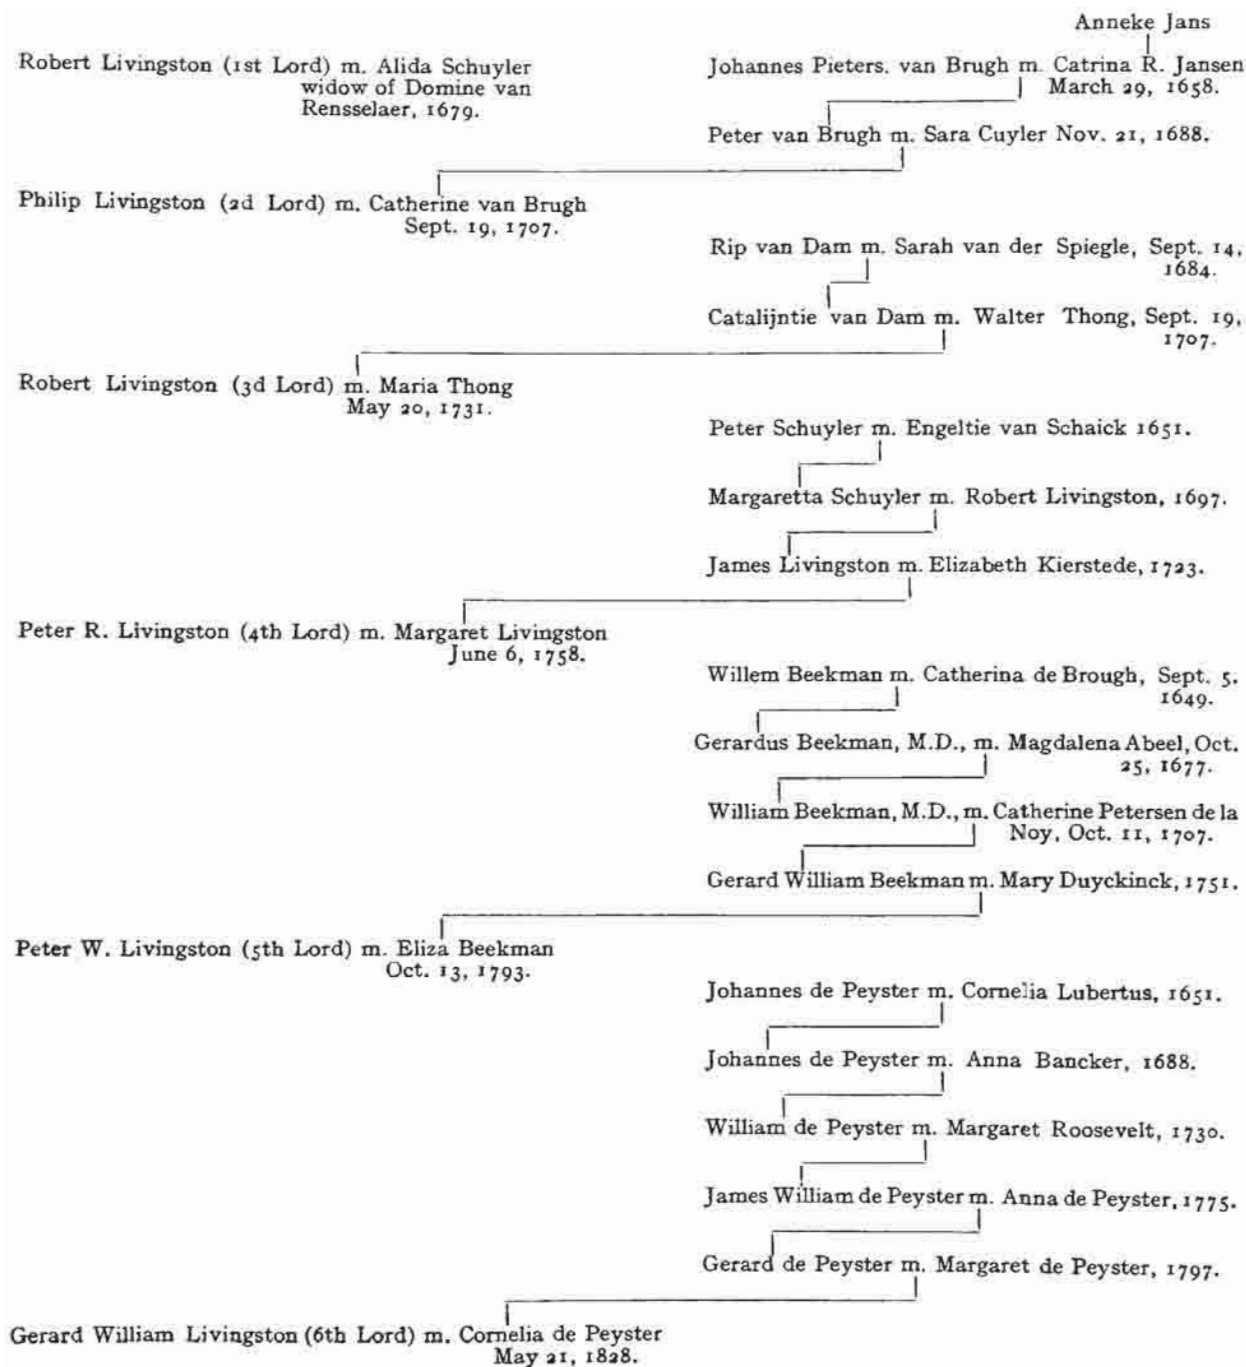 Anneke Jans
Robert Livingston (1st Lord) m. Alida Schuyler
widow of Domine van
Rensselaer, 1679.
Johannes Pieters. van Brugh m. Catrina R. Jansen
March 29, 1658.
Peter van Brugh m. Sara Cuyler Nov. 21, 1688.
Philip Livingston (2d Lord) m. Catherine van Brugh
Sept. 19, 1707.
Rip van Dam m. Sarah van der Spiegle, Sept. 14,
1684.
Catalijntie van Dam m. Walter Thong, Sept. 19,
1707.
Robert Livingston (3d Lord) m. Maria Thong
May 20, 1731.
Peter Schuyler m. Engeltie van Schaick 1651.
Margaretta Schuyler m. Robert Livingston, 1697.
James Livingston m. Elizabeth Kierstede, 1723.
Peter R. Livingston (4th Lord) m. Margaret Livingston
June 6, 1758.
Willem Beekman m. Catherina de Brough, Sept. 5.
1649.
Gerardus Beekman, M.D., m. Magdalena Abeel, Oct.
25, 1677.
William Beekman, M.D., m. Catherine Petersen de la
Noy, Oct. 11, 1707.
Gerard William Beekman m. Mary Duyckinck, 1751.
Peter W. Livingston (5th Lord) m. Eliza Beekman
Oct. 13, 1793.
Johannes de Peyster m. Cornelia Lubertus, 1651.
Johannes de Peyster m. Anna Bancker, 1688.
William de Peyster m. Margaret Roosevelt, 1730.
James William de Peyster m. Anna de Peyster, 1775.
Gerard de Peyster m. Margaret de Peyster, 1797.
Gerard William Livingston (6th Lord) m. Cornelia de Peyster
May 21, 1828.